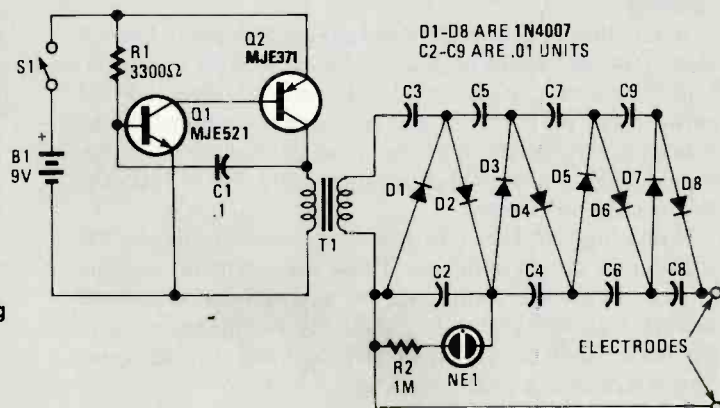 D1-D8 ARE 1N4007
C2-C9 ARE .01 UNITS
S1
R1
3300Ω
Q2
MJE371
Q1
MJE521
B1
9V
+
C1
.1
T1
C3
C5
C7
C9
D1
D2
D3
D4
D5
D6
D7
D8
C2
C4
C6
C8
R2
1M
NE1
ELECTRODES
g